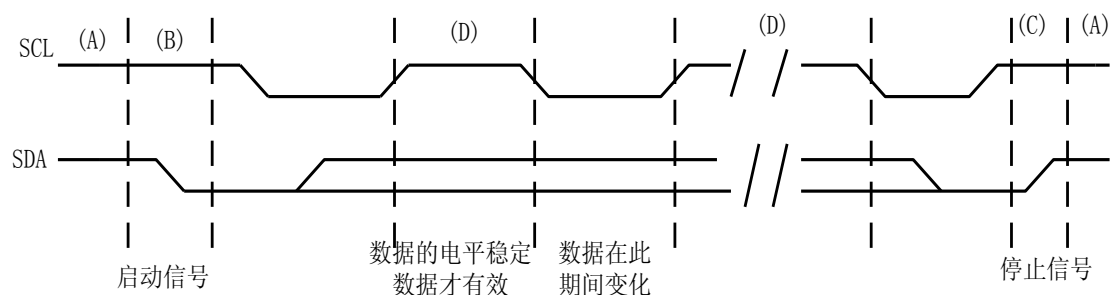 SCL (A) (B) (D) (D) (C) (A)
SDA
启动信号
数据的电平稳定
数据才有效
数据在此
期间变化
停止信号